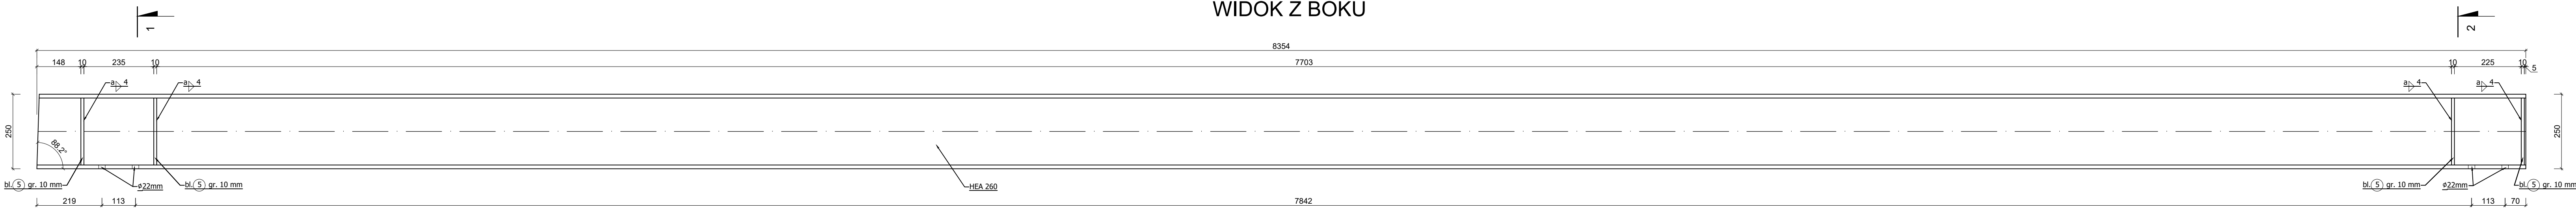 WIDOK Z BOKU
1
2
8354
148 10 235 10 7703 10 225 10 5
a 4 a 4 a 4 a 4
250 250
88.2°
HEA 260
bl. 5 gr. 10 mm ø22mm bl. 5 gr. 10 mm bl. 5 gr. 10 mm ø22mm bl. 5 gr. 10 mm
219 113 7842 113 70